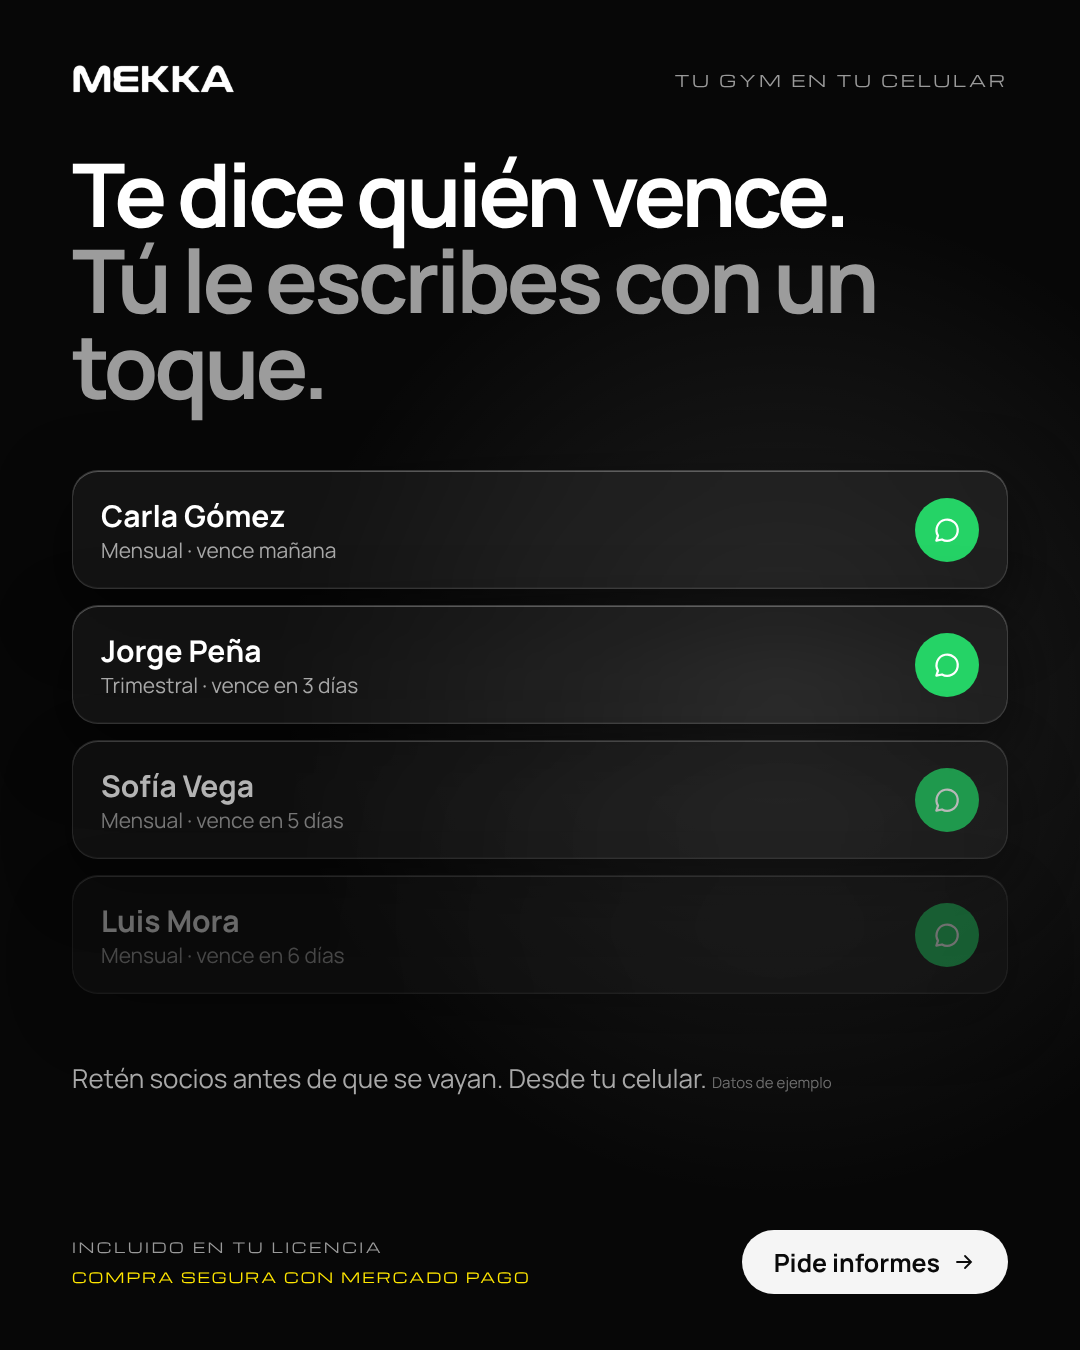 MEKKA
TU GYM EN TU CELULAR
Te dice quién vence.
Tú le escribes con un
toque.
Carla Gómez
Mensual · vence mañana
Jorge Peña
Trimestral · vence en 3 días
Sofía Vega
Mensual · vence en 5 días
Luis Mora
Mensual · vence en 6 días
Retén socios antes de que se vayan. Desde tu celular. Datos de ejemplo
INCLUIDO EN TU LICENCIA
COMPRA SEGURA CON MERCADO PAGO
Pide informes →